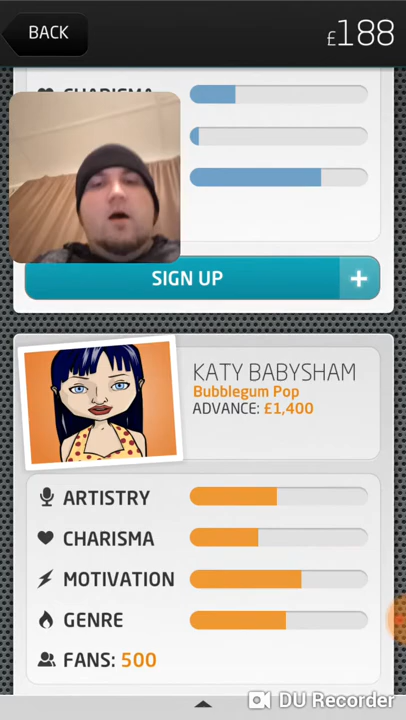 BACK
£188
CHARISMA
SIGN UP +
KATY BABYSHAM
Bubblegum Pop
ADVANCE: £1,400
ARTISTRY
CHARISMA
MOTIVATION
GENRE
FANS: 500
DU Recorder